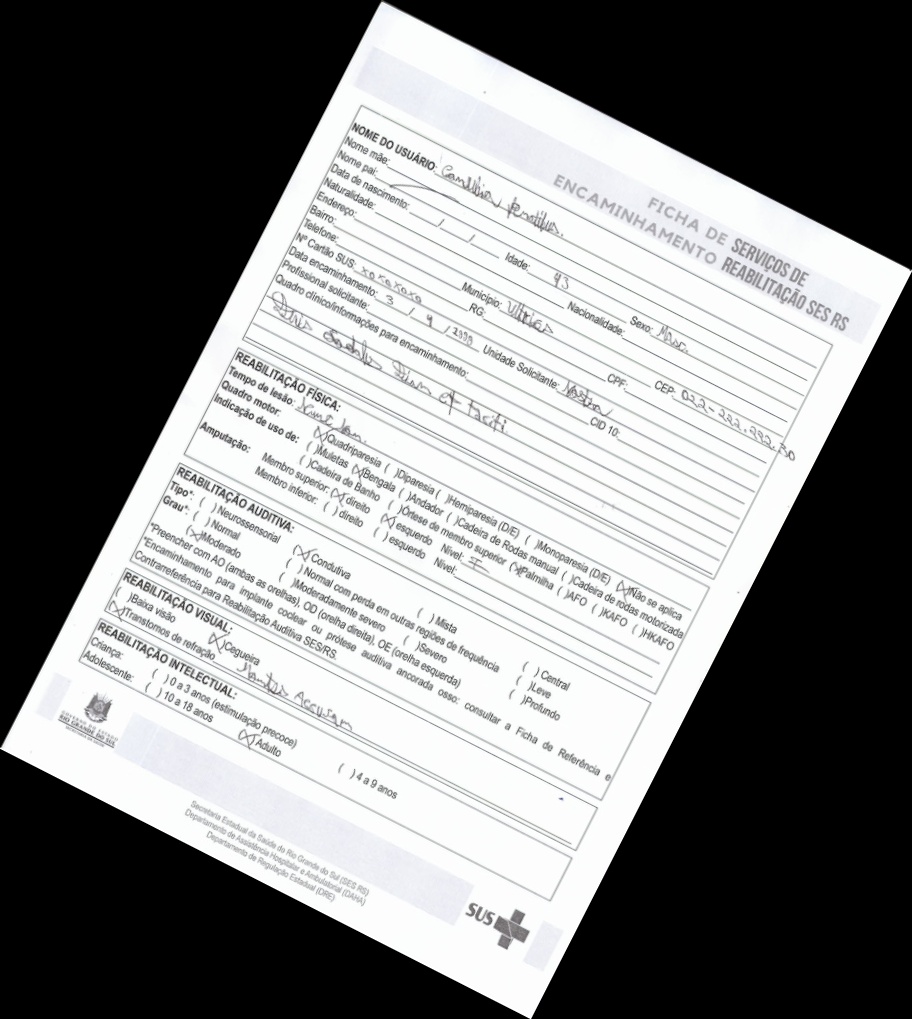 FICHA DE SERVIÇOS DE
ENCAMINHAMENTO REABILITAÇÃO SES RS
NOME DO USUÁRIO:
Nome mãe:
Nome pai:
Data de nascimento: / / Idade: 43 Sexo: Masc.
Naturalidade: Nacionalidade:
Endereço:
Bairro: Município: CEP: 022-222.292.30
Telefone: RG: CPF:
Nº Cartão SUS: xoxoxoxo
Data encaminhamento: 3 / 9 / 1999 Unidade Solicitante: Nostra
Profissional solicitante: CID 10:
Quadro clínico/informações para encaminhamento:
REABILITAÇÃO FÍSICA:
Tempo de lesão:
Quadro motor: (X)Quadriparesia ( )Diparesia ( )Hemiparesia (D/E) ( )Monoparesia (D/E) (X)Não se aplica
Indicação de uso de: ( )Muletas (X)Bengala ( )Andador ( )Cadeira de Rodas manual ( )Cadeira de rodas motorizada
( )Cadeira de Banho ( )Órtese de membro superior (X)Palmilha ( )AFO ( )KAFO ( )HKAFO
Amputação: Membro superior: (X) direito (X) esquerdo Nível: I
Membro inferior: ( ) direito ( ) esquerdo Nível:
REABILITAÇÃO AUDITIVA:
Tipo*: ( ) Neurossensorial (X) Condutiva ( ) Mista ( ) Central
Grau*: ( ) Normal ( ) Normal com perda em outras regiões de frequência ( )Leve
(X)Moderado ( )Moderadamente severo ( )Severo ( )Profundo
*Preencher com AO (ambas as orelhas), OD (orelha direita), OE (orelha esquerda)
*Encaminhamento para implante coclear ou prótese auditiva ancorada osso: consultar a Ficha de Referência e
Contrarreferência para Reabilitação Auditiva SES/RS.
REABILITAÇÃO VISUAL:
( )Baixa visão (X)Cegueira
(X)Transtornos de refração Montes Accusam
REABILITAÇÃO INTELECTUAL:
Criança: ( ) 0 a 3 anos (estimulação precoce) ( ) 4 a 9 anos
Adolescente: ( ) 10 a 18 anos (X)Adulto
GOVERNO DO ESTADO
RIO GRANDE DO SUL
SECRETARIA DA SAÚDE
Secretaria Estadual da Saúde do Rio Grande do Sul (SES RS)
Departamento de Assistência Hospitalar e Ambulatorial (DAHA)
Departamento de Regulação Estadual (DRE)
SUS